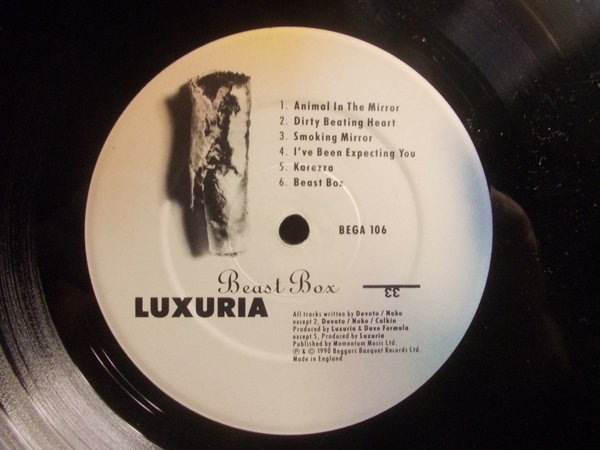 1. Animal In The Mirror
2. Dirty Beating Heart
3. Smoking Mirror
4. I've Been Expecting You
5. Karezza
6. Beast Box
BEGA 106
Beast Box
33
LUXURIA
All tracks written by Devoto / Noko
except 2, Devoto / Noko / Calkin
Produced by Luxuria & Dave Formula
except 5, Produced by Luxuria
Published by Momentum Music Ltd.
℗ & © 1990 Beggars Banquet Records Ltd.
Made in England